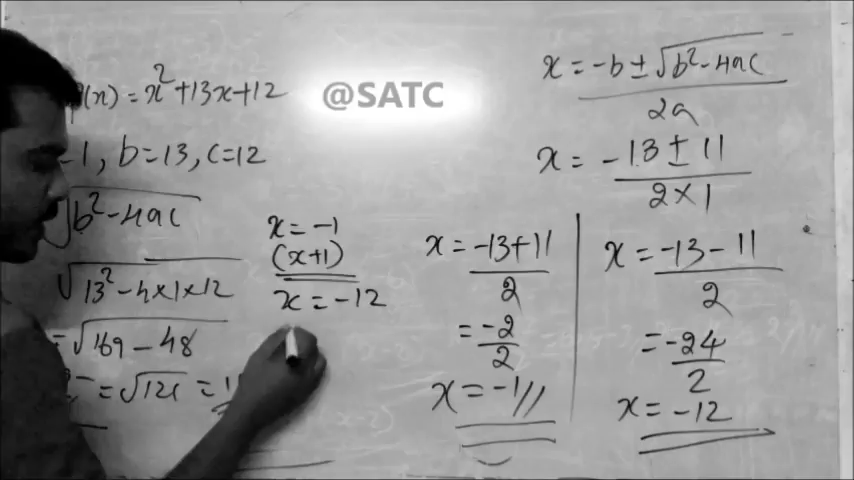 (x) = x² + 13x + 12
@SATC
1, b = 13, c = 12
√b² - 4ac
√13² - 4×1×12
= √169 - 48
= √121 = 1
x = -1
(x+1)
x = -12
x = -b ± √b² - 4ac
2a
x = -13 ± 11
2 × 1
x = -13+11
2
= -2
2
x = -1//
x = -13 - 11
2
= -24
2
x = -12